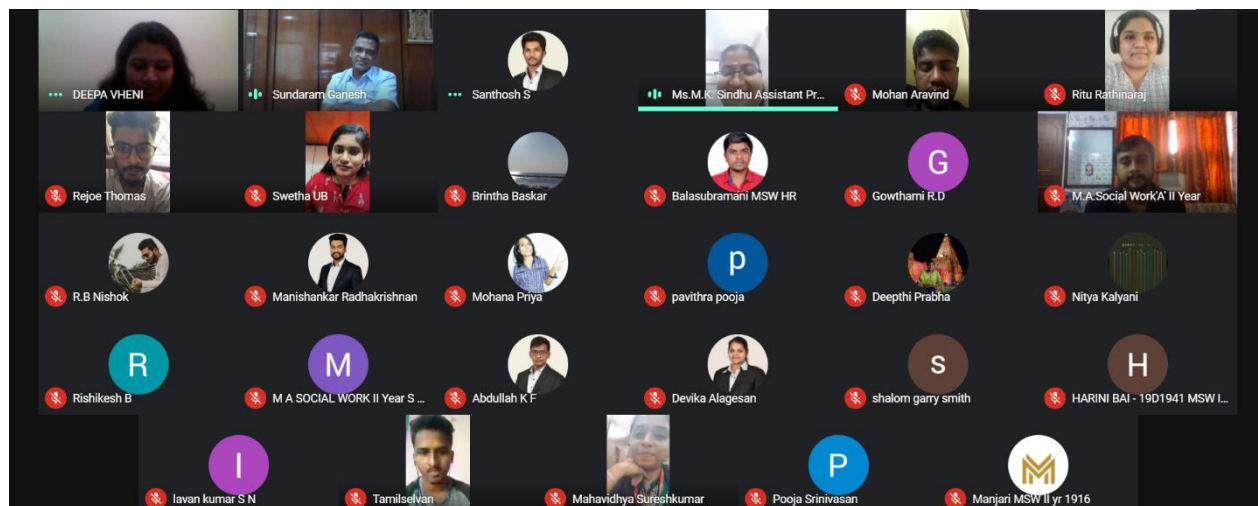 DEEPA VHENI
Sundaram Ganesh
Santhosh S
Ms.M.K. Sindhu Assistant Pr...
Mohan Aravind
Ritu Rathinaraj
Rejoe Thomas
Swetha UB
Brintha Baskar
Balasubramani MSW HR
G
Gowthami R.D
M.A.Social Work'A' II Year
R.B Nishok
Manishankar Radhakrishnan
Mohana Priya
p
pavithra pooja
Deepthi Prabha
Nitya Kalyani
R
Rishikesh B
M
M A SOCIAL WORK II Year S ...
Abdullah K F
Devika Alagesan
s
shalom garry smith
H
HARINI BAI - 19D1941 MSW I...
l
lavan kumar S N
Tamilselvan
Mahavidhya Sureshkumar
P
Pooja Srinivasan
M
Manjari MSW II yr 1916